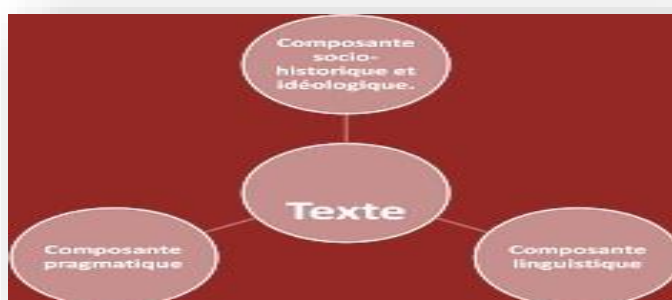 Composante
socio-
historique et
idéologique.
Texte
Composante
pragmatique
Composante
linguistique